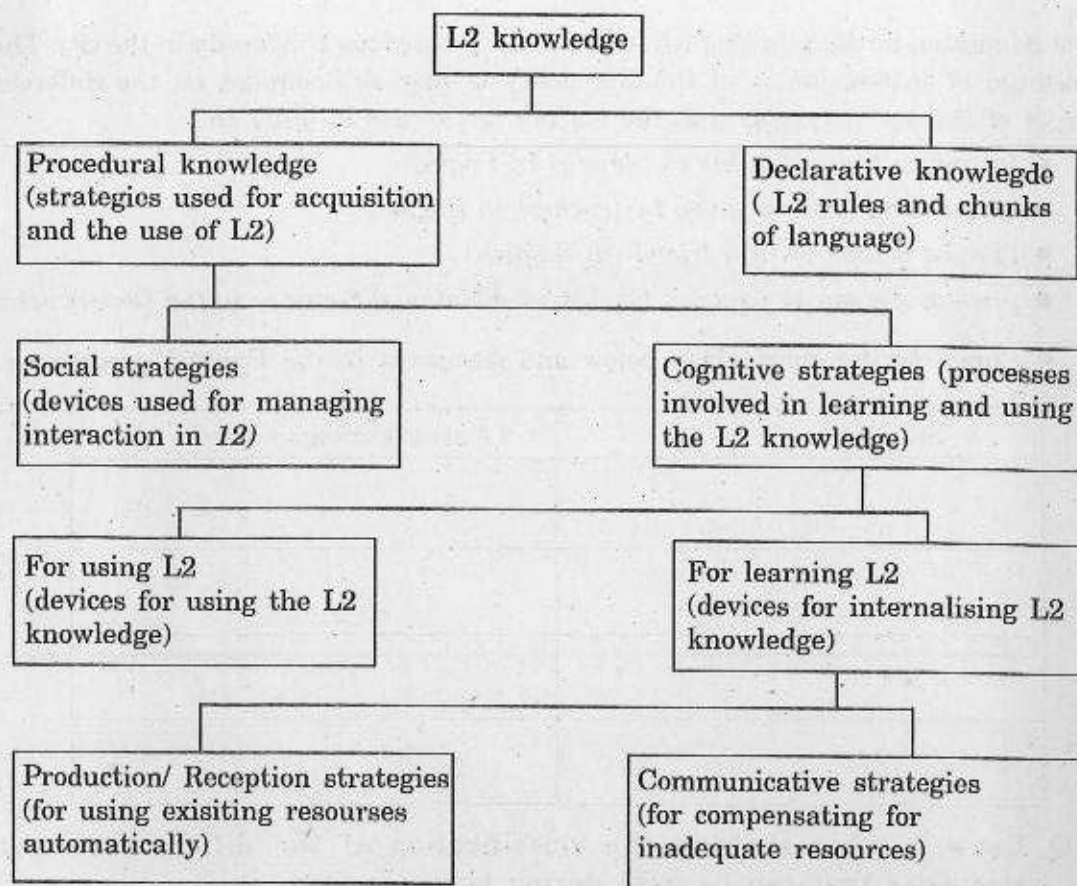 L2 knowledge
Procedural knowledge
(strategies used for acquisition
and the use of L2)
Declarative knowlegde
( L2 rules and chunks
of language)
Social strategies
(devices used for managing
interaction in 12)
Cognitive strategies (processes
involved in learning and using
the L2 knowledge)
For using L2
(devices for using the L2
knowledge)
For learning L2
(devices for internalising L2
knowledge)
Production/ Reception strategies
(for using exisiting resourses
automatically)
Communicative strategies
(for compensating for
inadequate resources)